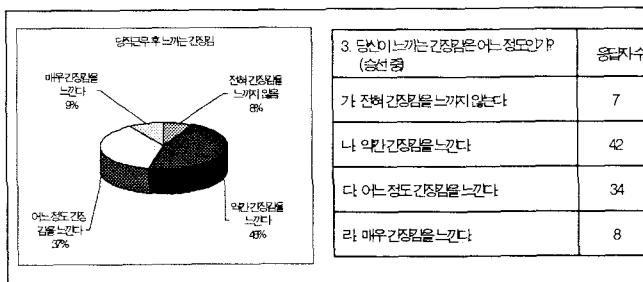 당직근무 후 느끼는 긴장감
매우 긴장감을
느낀다
9%
전혀 긴장감을
느끼지 않음
8%
어느 정도 긴장
감을 느낀다
37%
약간 긴장감을
느낀다
46%
3. 당신이 느끼는 긴장감은 어느 정도인가?
(승선 중)
응답자 수
가. 전혀 긴장감을 느끼지 않는다.
7
나. 약간 긴장감을 느낀다.
42
다. 어느 정도 긴장감을 느낀다.
34
라. 매우 긴장감을 느낀다.
8